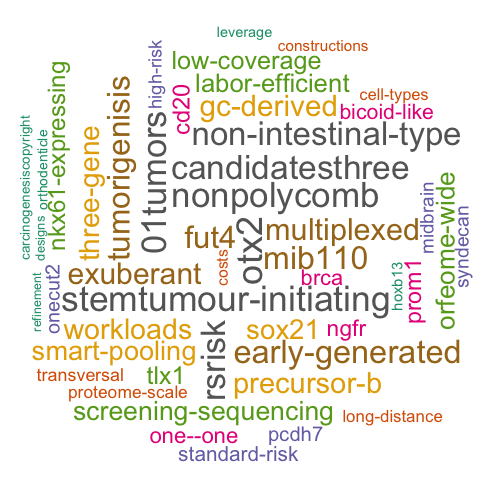 leverage
constructions
low-coverage
high-risk
labor-efficient
cell-types
gc-derived
cd20
bicoid-like
nkx61-expressing
tumorigenisis
carcinogenesiscopyright
orthodenticle
three-gene
01tumors
non-intestinal-type
candidatesthree
nonpolycomb
midbrain
orfeome-wide
syndecan
designs
fut4
otx2
multiplexed
mib110
exuberant
costs
brca
hoxb13
prom1
onecut2
refinement
stemtumour-initiating
workloads
rsrisk
sox21
ngfr
smart-pooling
early-generated
transversal
tlx1
precursor-b
proteome-scale
screening-sequencing
long-distance
one--one
pcdh7
standard-risk